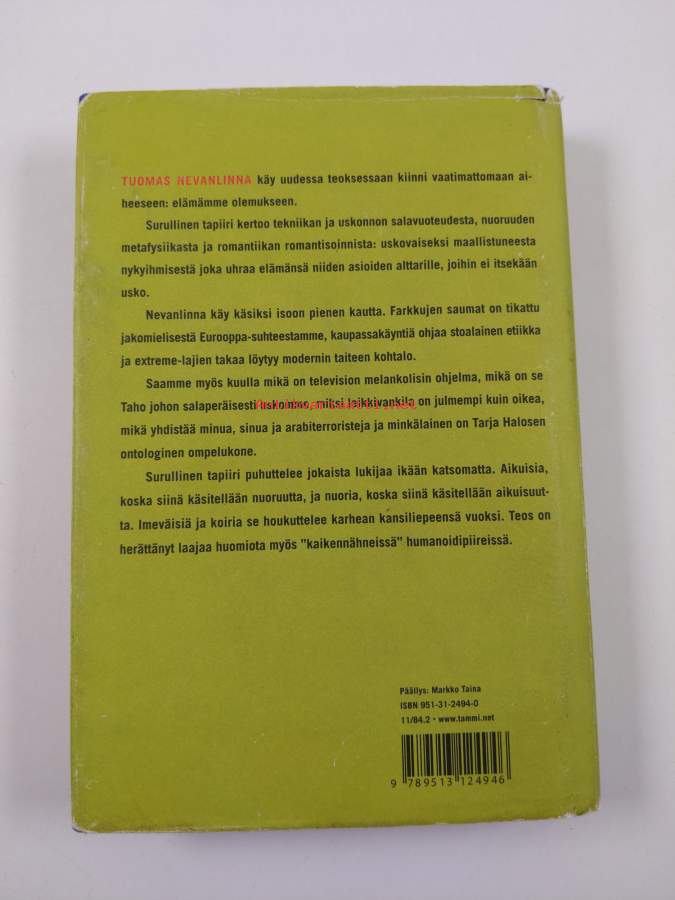 TUOMAS NEVANLINNA käy uudessa teoksessaan kiinni vaatimattomaan ai-
heeseen: elämämme olemukseen.
Surullinen tapiiri kertoo tekniikan ja uskonnon salavuoteudesta, nuoruuden
metafysiikasta ja romantiikan romantisoinnista: uskovaiseksi maallistuneesta
nykyihmisestä joka uhraa elämänsä niiden asioiden alttarille, joihin ei itsekään
usko.
Nevanlinna käy käsiksi isoon pienen kautta. Farkkujen saumat on tikattu
jakomielisestä Eurooppa-suhteestamme, kaupassakäyntiä ohjaa stoalainen etiikka
ja extreme-lajien takaa löytyy modernin taiteen kohtalo.
Saamme myös kuulla mikä on television melankolisin ohjelma, mikä on se
Taho johon salaperäisesti uskomme, miksi leikkivankila on julmempi kuin oikea,
mikä yhdistää minua, sinua ja arabiterroristeja ja minkälainen on Tarja Halosen
ontologinen ompelukone.
Surullinen tapiiri puhuttelee jokaista lukijaa ikään katsomatta. Aikuisia,
koska siinä käsitellään nuoruutta, ja nuoria, koska siinä käsitellään aikuisuut-
ta. Imeväisiä ja koiria se houkuttelee karhean kansiliepeensä vuoksi. Teos on
herättänyt laajaa huomiota myös "kaikennähneissä" humanoidipiireissä.
Päällys: Markko Taina
ISBN 951-31-2494-0
11/84.2 • www.tammi.net
9 789513 124946